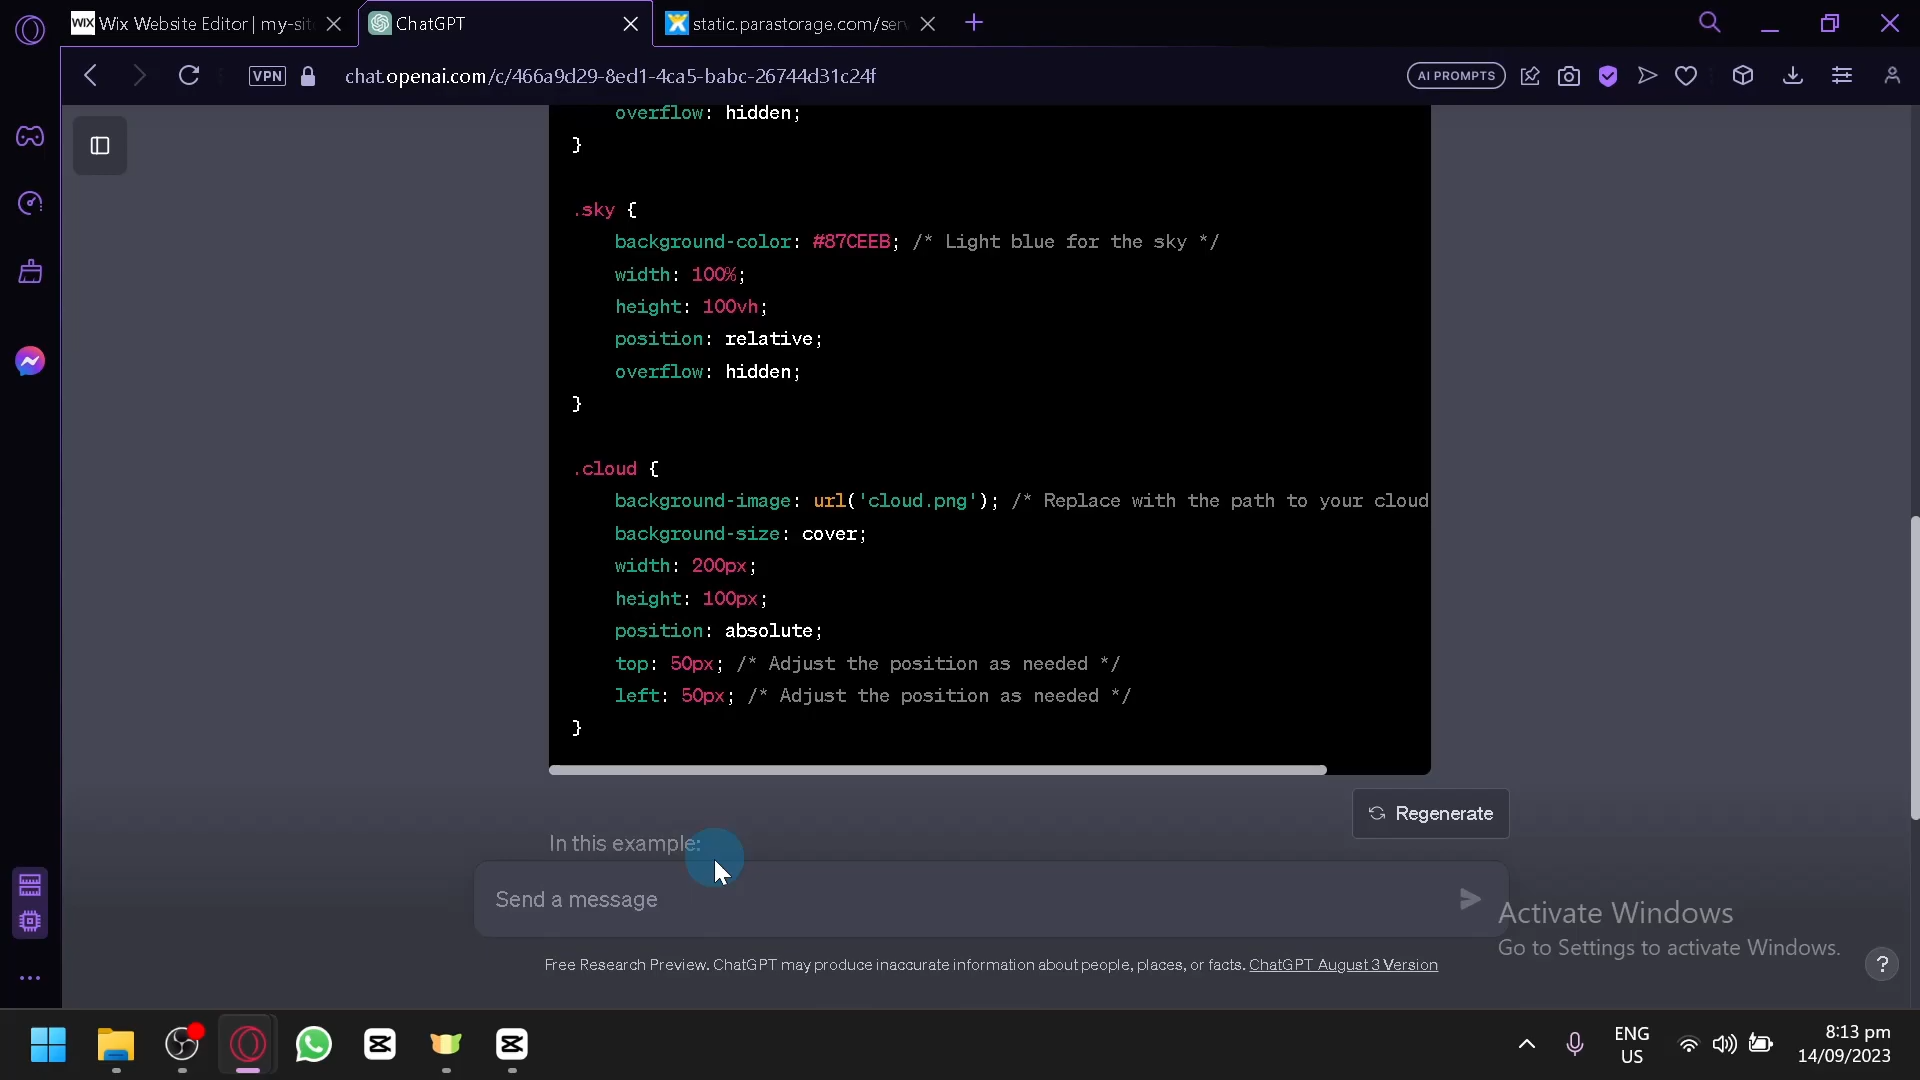 WIX Wix Website Editor | my-sit
ChatGPT
static.parastorage.com/ser
VPN
chat.openai.com/c/466a9d29-8ed1-4ca5-babc-26744d31c24f
AI PROMPTS
overflow: hidden;
}
.sky {
background-color: #87CEEB; /* Light blue for the sky */
width: 100%;
height: 100vh;
position: relative;
overflow: hidden;
}
.cloud {
background-image: url('cloud.png'); /* Replace with the path to your cloud
background-size: cover;
width: 200px;
height: 100px;
position: absolute;
top: 50px; /* Adjust the position as needed */
left: 50px; /* Adjust the position as needed */
}
Regenerate
In this example:
Send a message
Activate Windows
Go to Settings to activate Windows.
Free Research Preview. ChatGPT may produce inaccurate information about people, places, or facts. ChatGPT August 3 Version
?
ENG
US
8:13 pm
14/09/2023